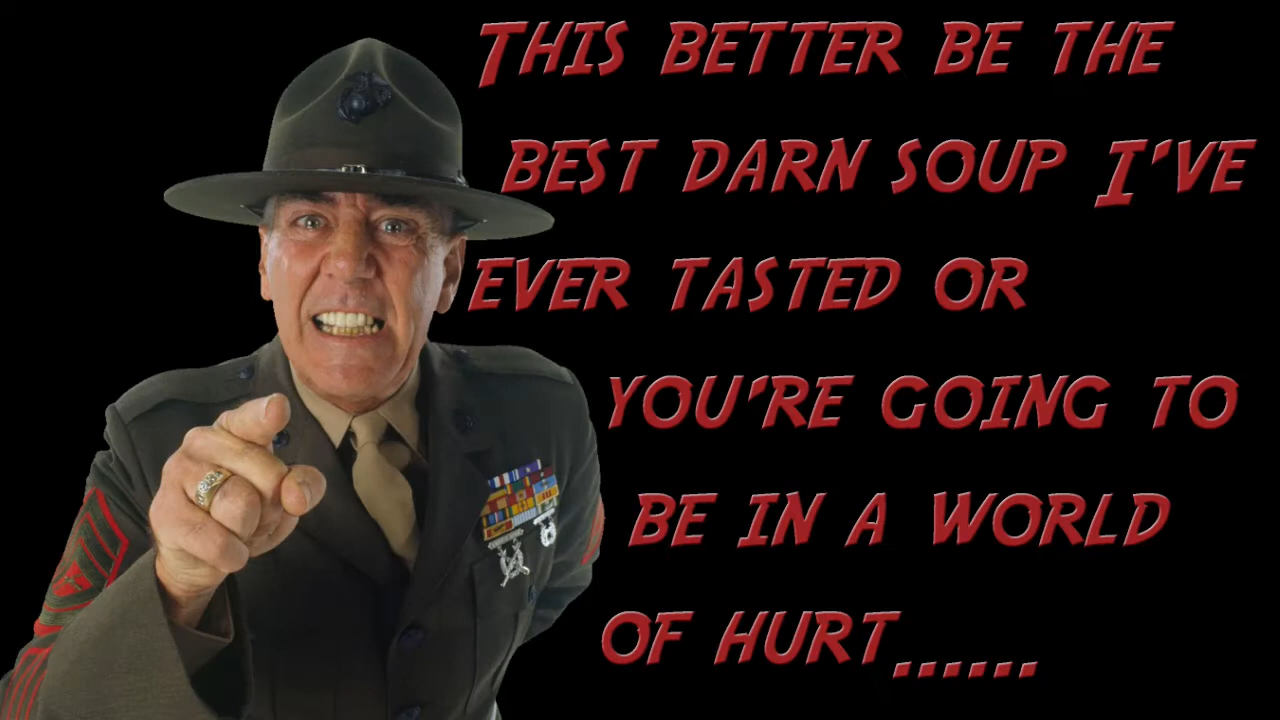 This better be the
best darn soup I've
ever tasted or
you're going to
be in a world
of hurt......